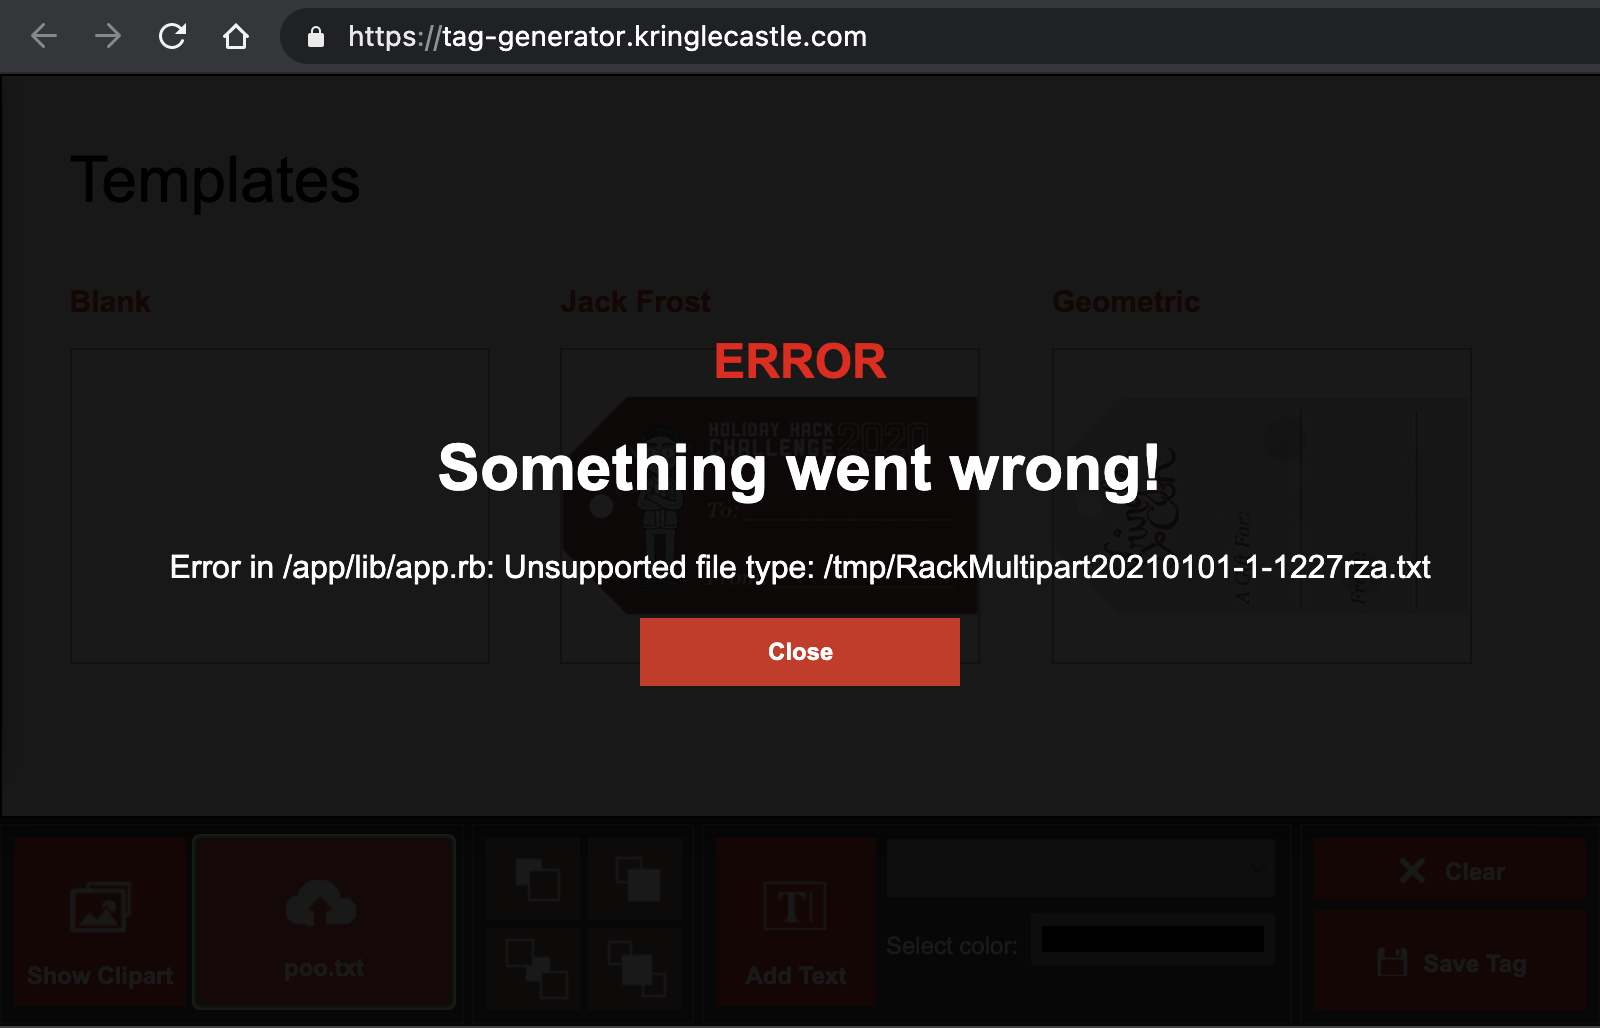 https://tag-generator.kringlecastle.com
Templates
Blank
Jack Frost
Geometric
ERROR
HOLIDAY HACK
CHALLENGE 2020
Something went wrong!
To:
A Gift For:
Error in /app/lib/app.rb: Unsupported file type: /tmp/RackMultipart20210101-1-1227rza.txt
Close
Show Clipart
poo.txt
T
Add Text
Select color:
Clear
Save Tag